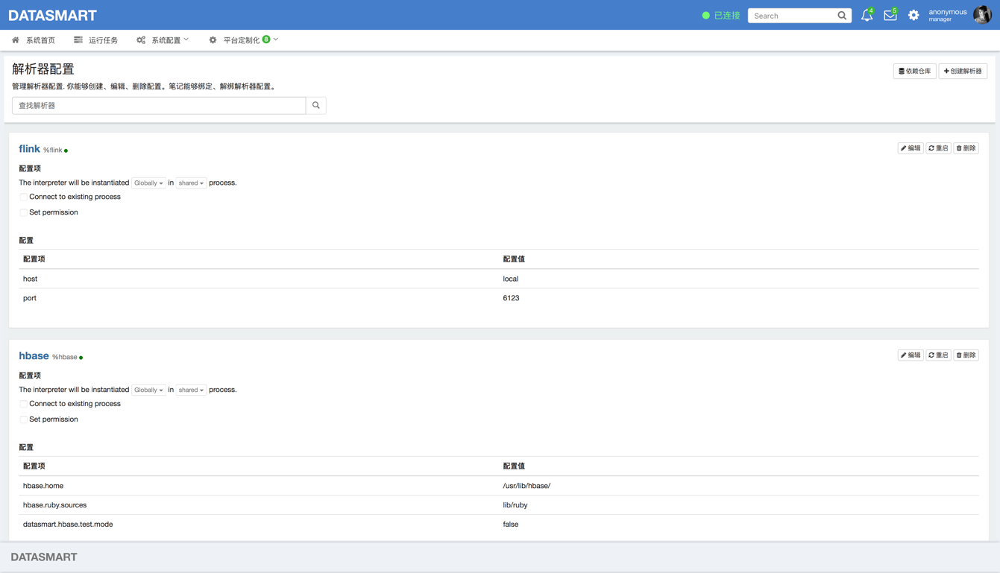 DATASMART
已连接
Search
4
5
anonymous
manager
系统首页
运行任务
系统配置
平台定制化 8
解析器配置
依赖仓库
创建解析器
管理解析器配置. 你能够创建、编辑、删除配置。笔记能够绑定、解绑解析器配置。
查找解析器
flink %flink
编辑 重启 删除
配置项
The interpreter will be instantiated Globally in shared process.
Connect to existing process
Set permission
配置
配置项 配置值
host local
port 6123
hbase %hbase
编辑 重启 删除
配置项
The interpreter will be instantiated Globally in shared process.
Connect to existing process
Set permission
配置
配置项 配置值
hbase.home /usr/lib/hbase/
hbase.ruby.sources lib/ruby
datasmart.hbase.test.mode false
DATASMART